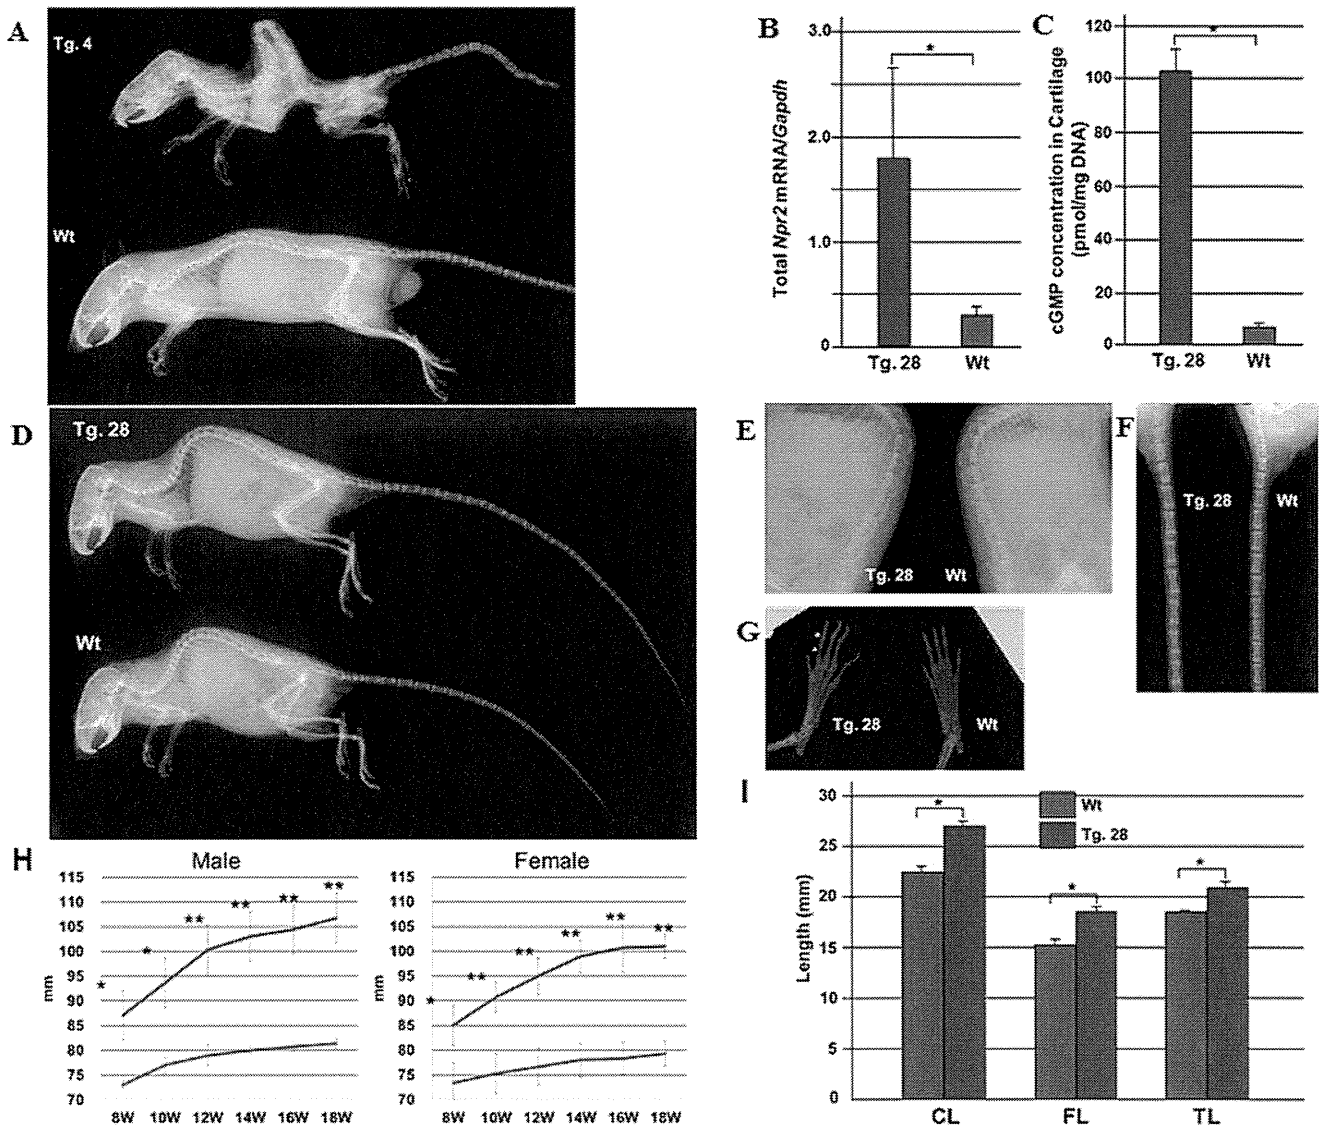 A
Tg. 4
Wt
B
Total Npr2 mRNA/Gapdh
3.0
2.0
1.0
0
*
Tg. 28 Wt
C
cGMP concentration in Cartilage
(pmol/mg DNA)
120
100
80
60
40
20
0
*
Tg. 28 Wt
D
Tg. 28
Wt
E
Tg. 28 Wt
F
Tg. 28 Wt
G
Tg. 28 Wt
H
Male
mm
115
110
105
100
95
90
85
80
75
70
* * ** ** ** **
8W 10W 12W 14W 16W 18W
Female
mm
115
110
105
100
95
90
85
80
75
70
* ** ** ** ** **
8W 10W 12W 14W 16W 18W
I
Length (mm)
30
25
20
15
10
5
0
Wt
Tg. 28
* * *
CL FL TL